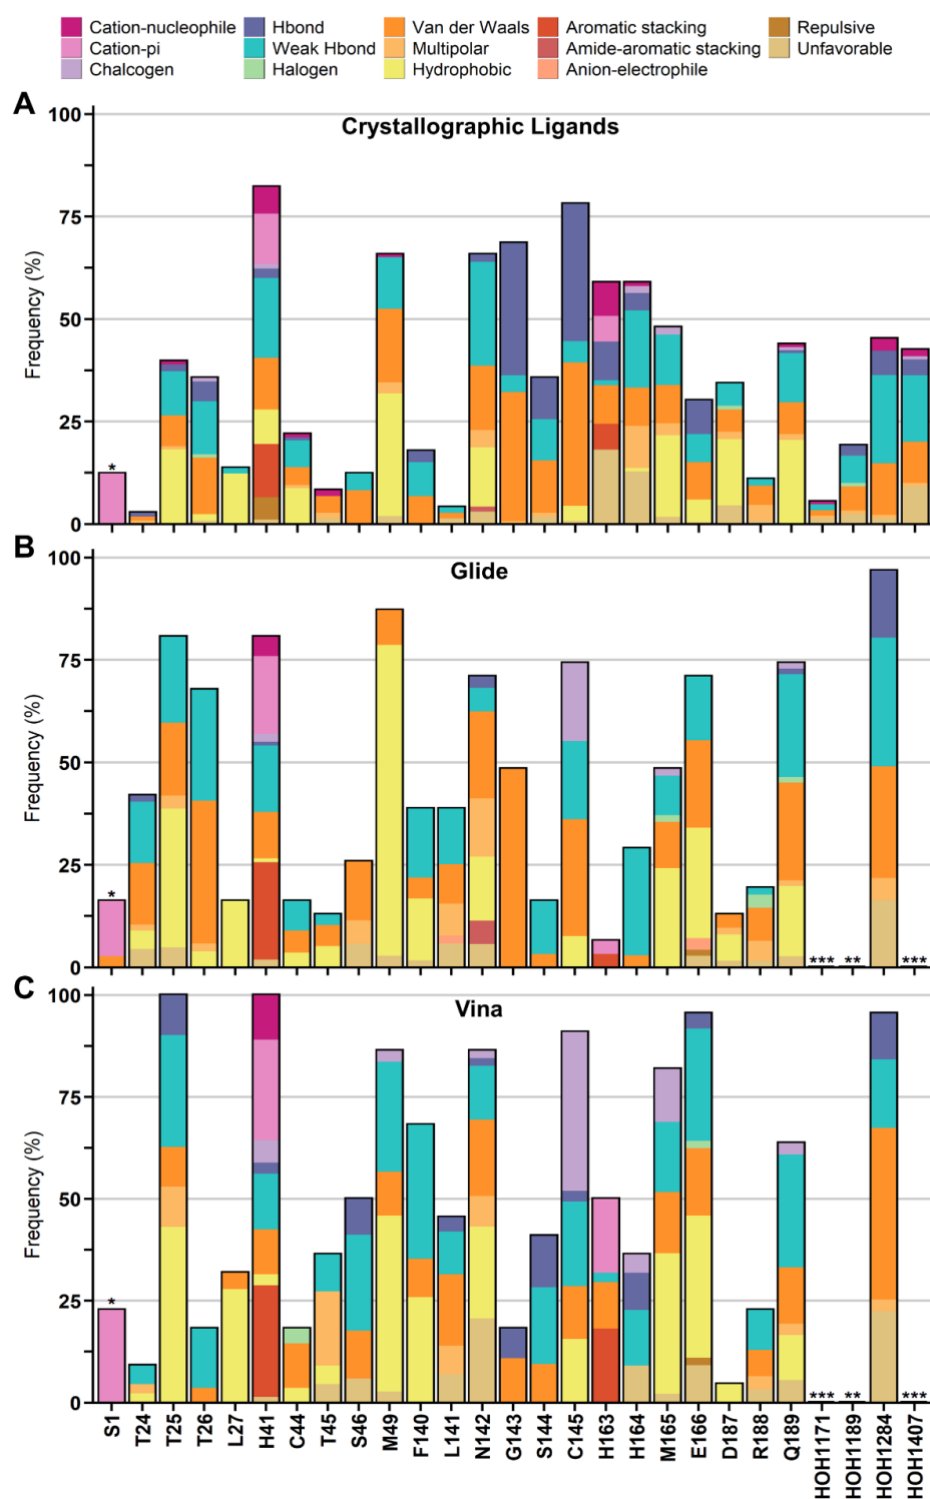 Cation-nucleophile Hbond Van der Waals Aromatic stacking Repulsive
Cation-pi Weak Hbond Multipolar Amide-aromatic stacking Unfavorable
Chalcogen Halogen Hydrophobic Anion-electrophile
A
Crystallographic Ligands
Frequency (%)
100
75
50
25
0
*
B
Glide
Frequency (%)
100
75
50
25
0
* *** ** ***
C
Vina
Frequency (%)
100
75
50
25
0
* *** ** ***
S1 T24 T25 T26 L27 H41 C44 T45 S46 M49 F140 L141 N142 G143 S144 C145 H163 H164 M165 E166 D187 R188 Q189 HOH1171 HOH1189 HOH1284 HOH1407